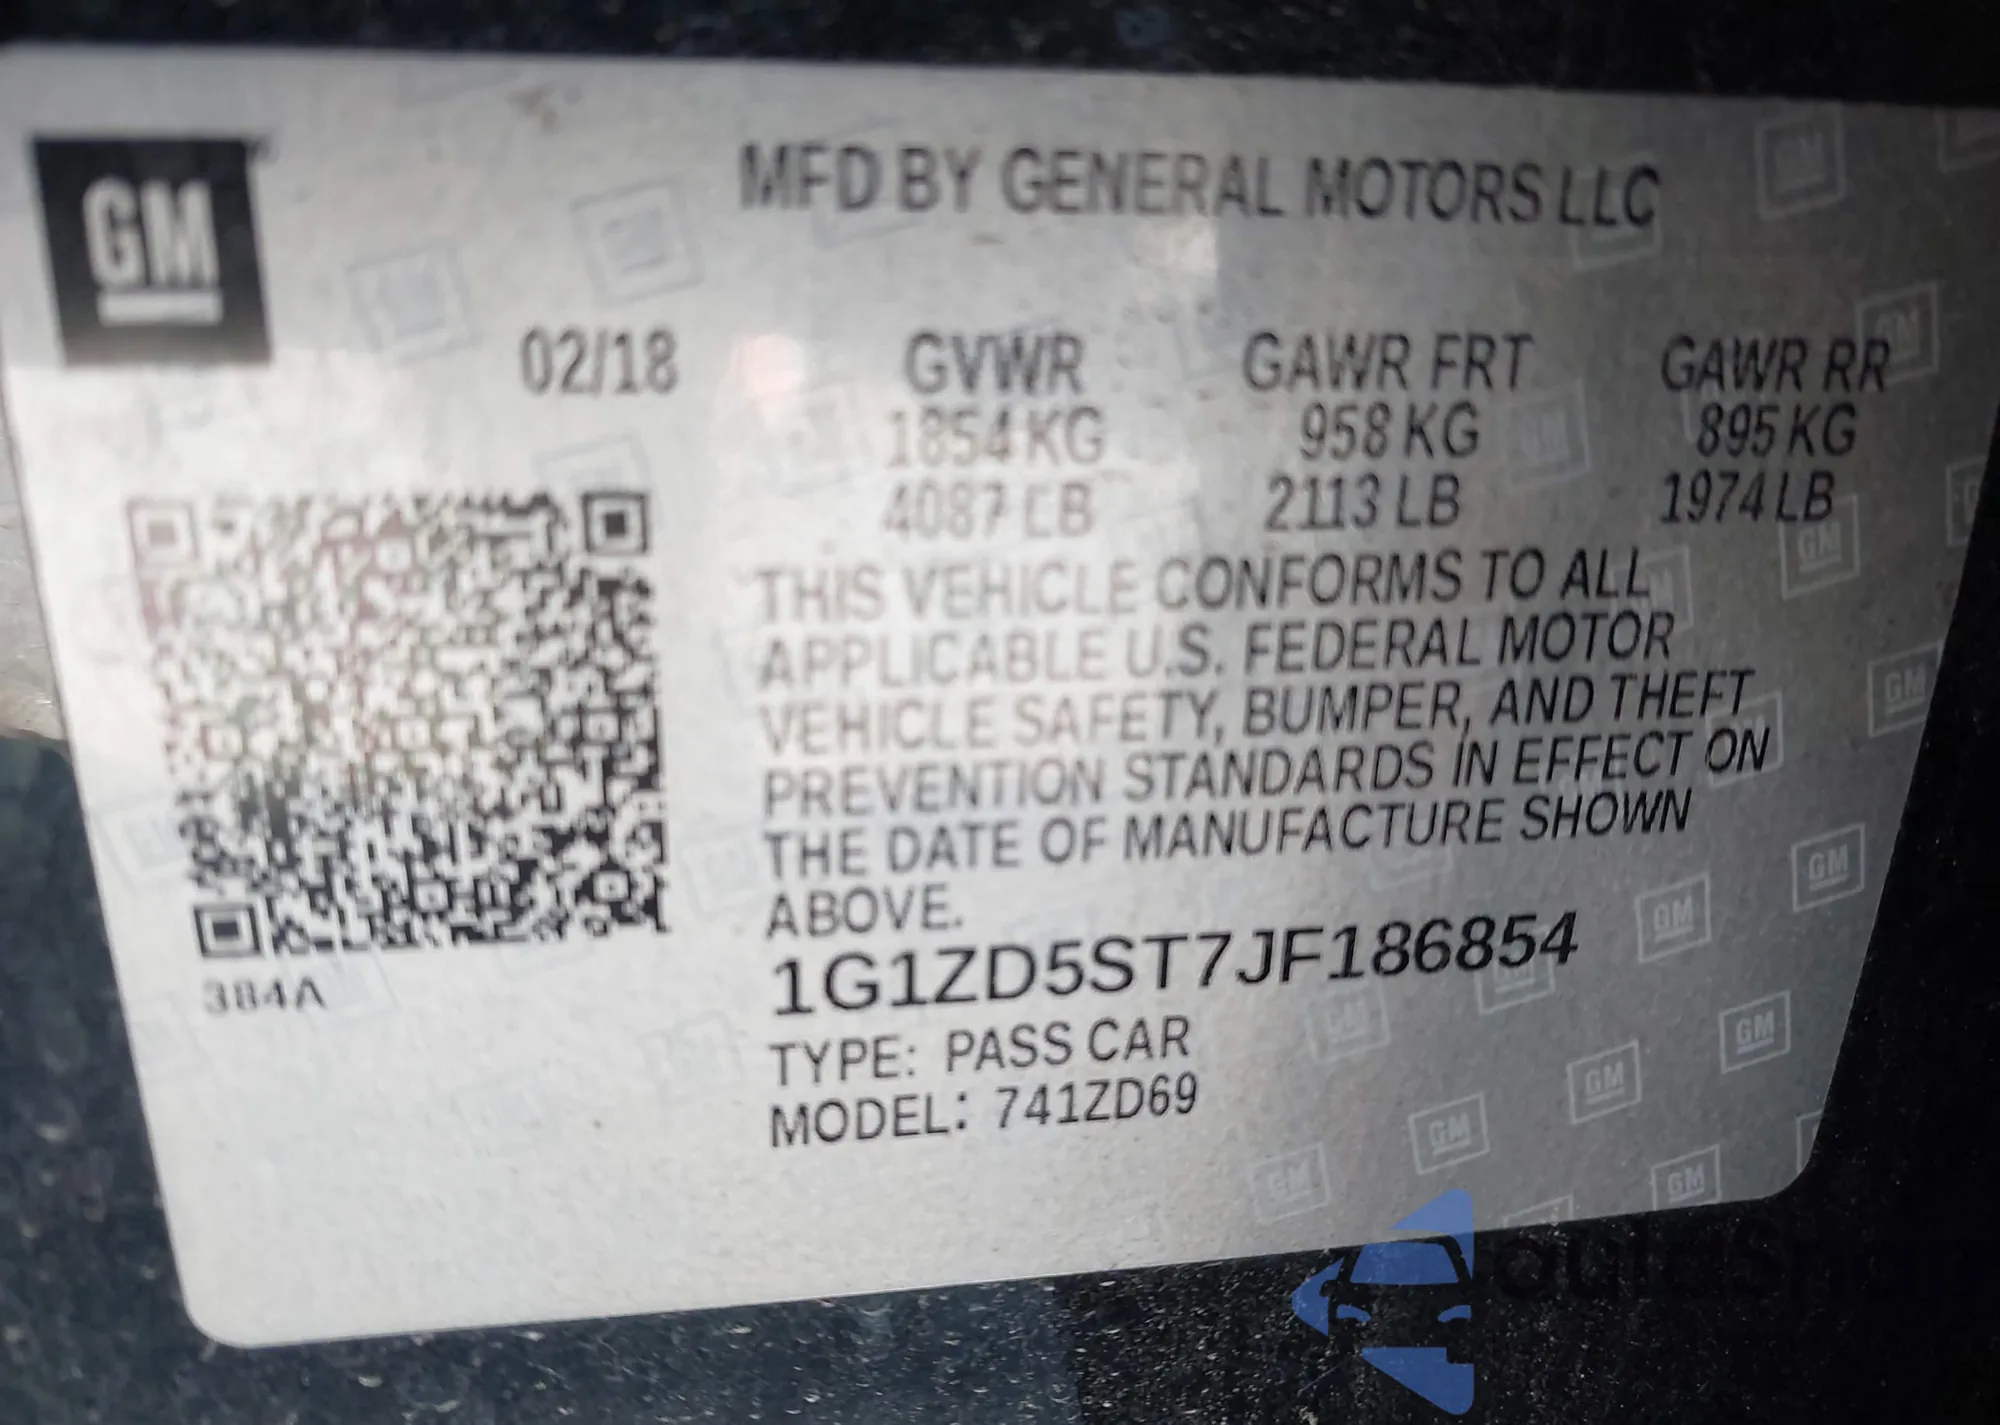 GM
MFD BY GENERAL MOTORS LLC
02/18 GVWR GAWR FRT GAWR RR
1854 KG 958 KG 895 KG
4087 LB 2113 LB 1974 LB
THIS VEHICLE CONFORMS TO ALL
APPLICABLE U.S. FEDERAL MOTOR
VEHICLE SAFETY, BUMPER, AND THEFT
PREVENTION STANDARDS IN EFFECT ON
THE DATE OF MANUFACTURE SHOWN
ABOVE.
384A
1G1ZD5ST7JF186854
TYPE: PASS CAR
MODEL: 741ZD69